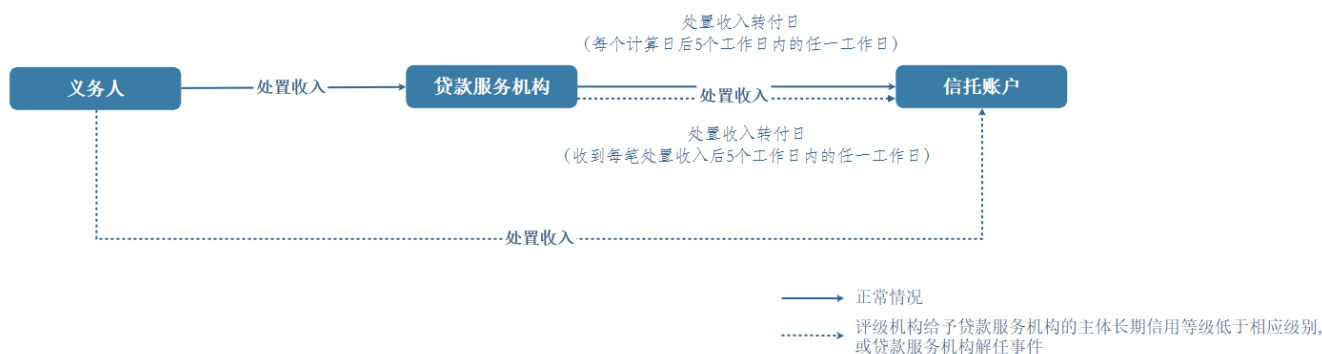 处置收入转付日
（每个计算日后5个工作日内的任一工作日）
义务人
处置收入
贷款服务机构
处置收入
信托账户
处置收入转付日
（收到每笔处置收入后5个工作日内的任一工作日）
处置收入
正常情况
评级机构给予贷款服务机构的主体长期信用等级低于相应级别，
或贷款服务机构解任事件